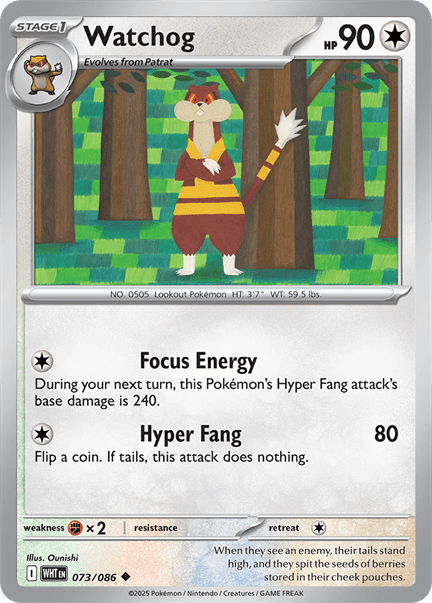 STAGE 1
Watchog
HP 90
Evolves from Patrat
NO. 0505 Lookout Pokémon HT: 3'7" WT: 59.5 lbs.
Focus Energy
During your next turn, this Pokémon's Hyper Fang attack's
base damage is 240.
Hyper Fang 80
Flip a coin. If tails, this attack does nothing.
weakness ×2 resistance retreat
Illus. Ounishi
I WHT EN 073/086
When they see an enemy, their tails stand
high, and they spit the seeds of berries
stored in their cheek pouches.
©2025 Pokémon / Nintendo / Creatures / GAME FREAK